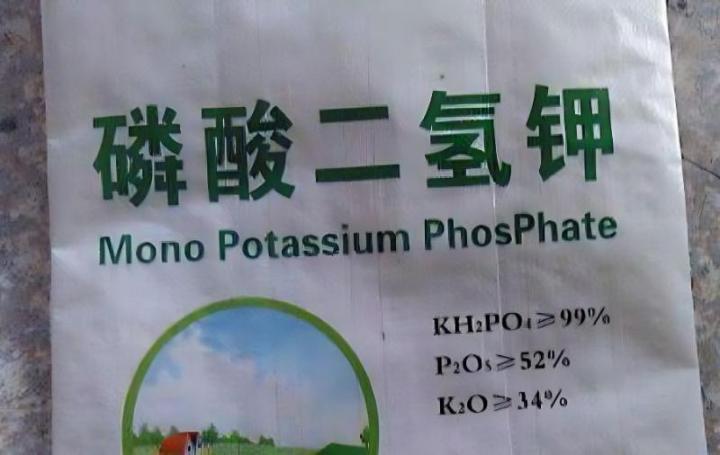 磷酸二氢钾
Mono Potassium PhosPhate
KH₂PO₄≥99%
P₂O₅≥52%
K₂O≥34%